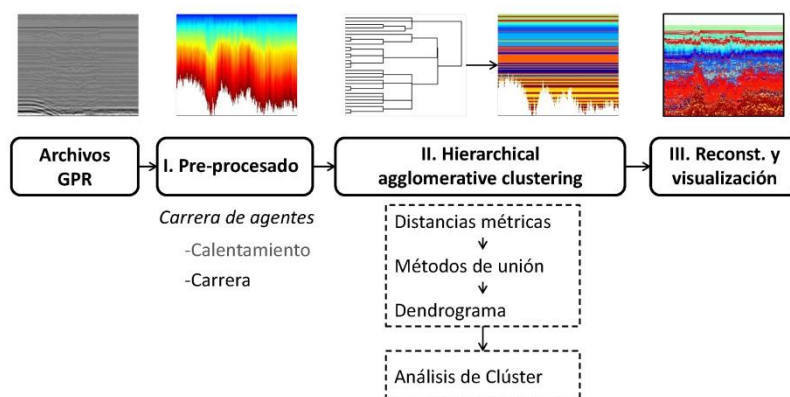 Archivos
GPR
I. Pre-procesado
II. Hierarchical
agglomerative clustering
III. Reconst. y
visualización
Carrera de agentes
-Calentamiento
-Carrera
Distancias métricas
Métodos de unión
Dendrograma
Análisis de Clúster